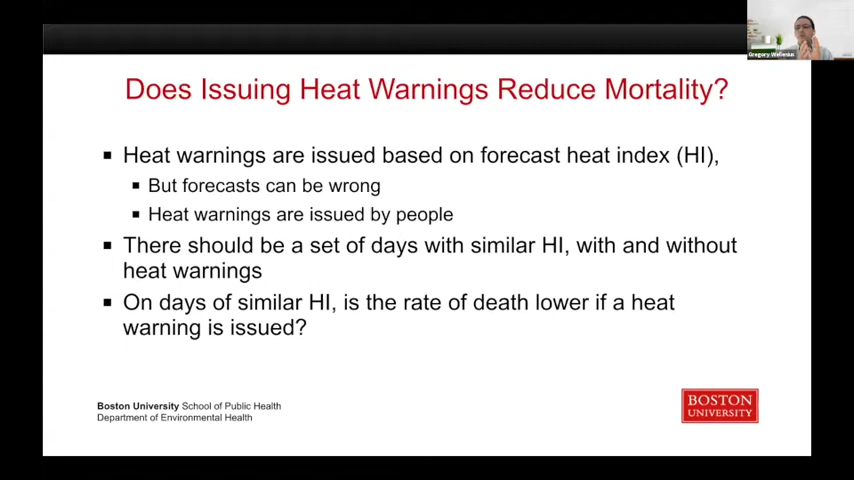 Gregory Wellenius
Does Issuing Heat Warnings Reduce Mortality?
Heat warnings are issued based on forecast heat index (HI),
But forecasts can be wrong
Heat warnings are issued by people
There should be a set of days with similar HI, with and without
heat warnings
On days of similar HI, is the rate of death lower if a heat
warning is issued?
Boston University School of Public Health
Department of Environmental Health
BOSTON
UNIVERSITY